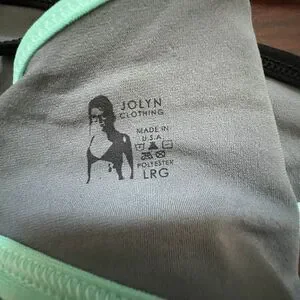 JOLYN
CLOTHING
MADE IN
U.S.A.
POLYESTER
LRG